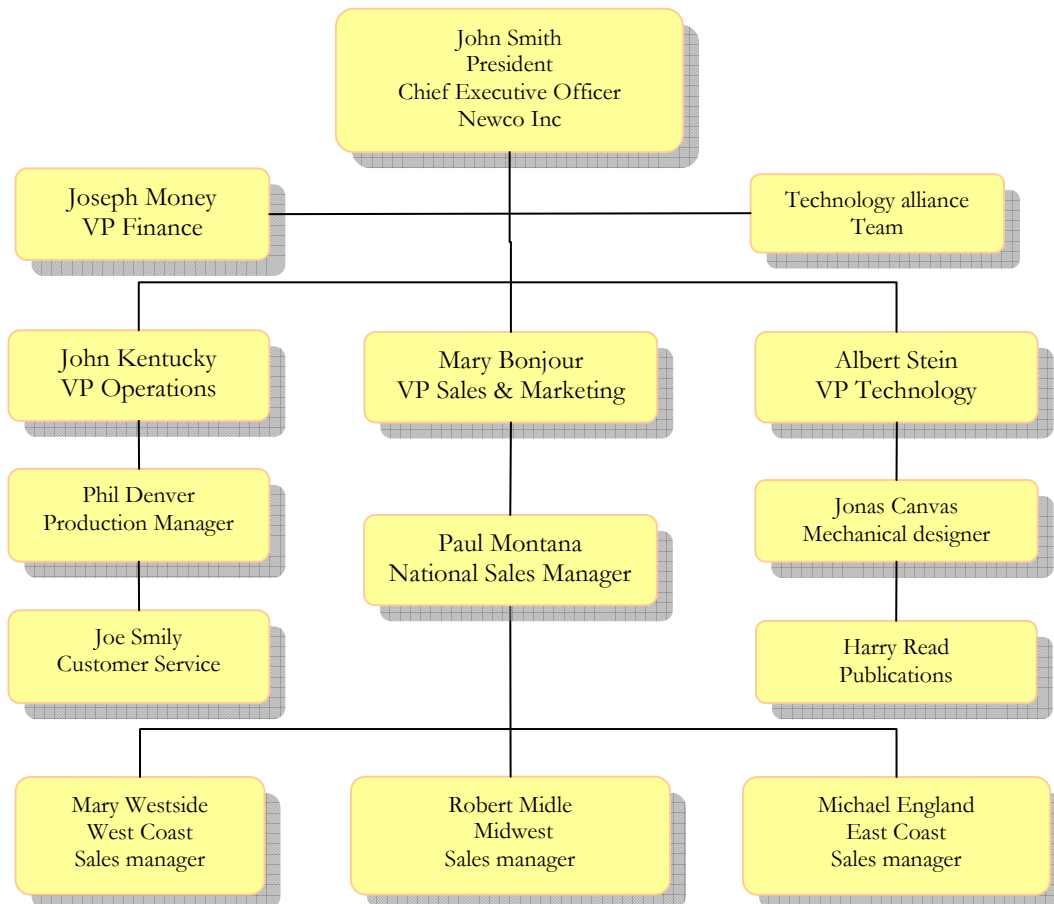 John Smith
President
Chief Executive Officer
Newco Inc
Joseph Money
VP Finance
Technology alliance
Team
John Kentucky
VP Operations
Mary Bonjour
VP Sales & Marketing
Albert Stein
VP Technology
Phil Denver
Production Manager
Paul Montana
National Sales Manager
Jonas Canvas
Mechanical designer
Joe Smily
Customer Service
Harry Read
Publications
Mary Westside
West Coast
Sales manager
Robert Midle
Midwest
Sales manager
Michael England
East Coast
Sales manager